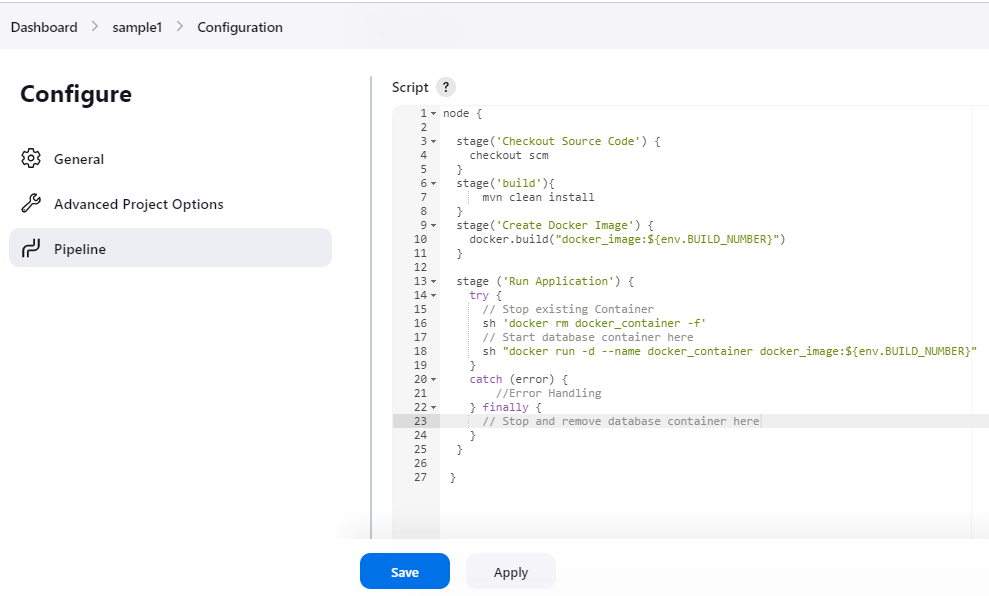 Dashboard > sample1 > Configuration
Configure
General
Advanced Project Options
Pipeline
Script ?
1 node {
2
3   stage('Checkout Source Code') {
4     checkout scm
5   }
6   stage('build'){
7       mvn clean install
8   }
9   stage('Create Docker Image') {
10     docker.build("docker_image:${env.BUILD_NUMBER}")
11   }
12
13   stage ('Run Application') {
14     try {
15       // Stop existing Container
16       sh 'docker rm docker_container -f'
17       // Start database container here
18       sh "docker run -d --name docker_container docker_image:${env.BUILD_NUMBER}"
19     }
20     catch (error) {
21         //Error Handling
22     } finally {
23       // Stop and remove database container here
24     }
25   }
26
27  }
Save
Apply